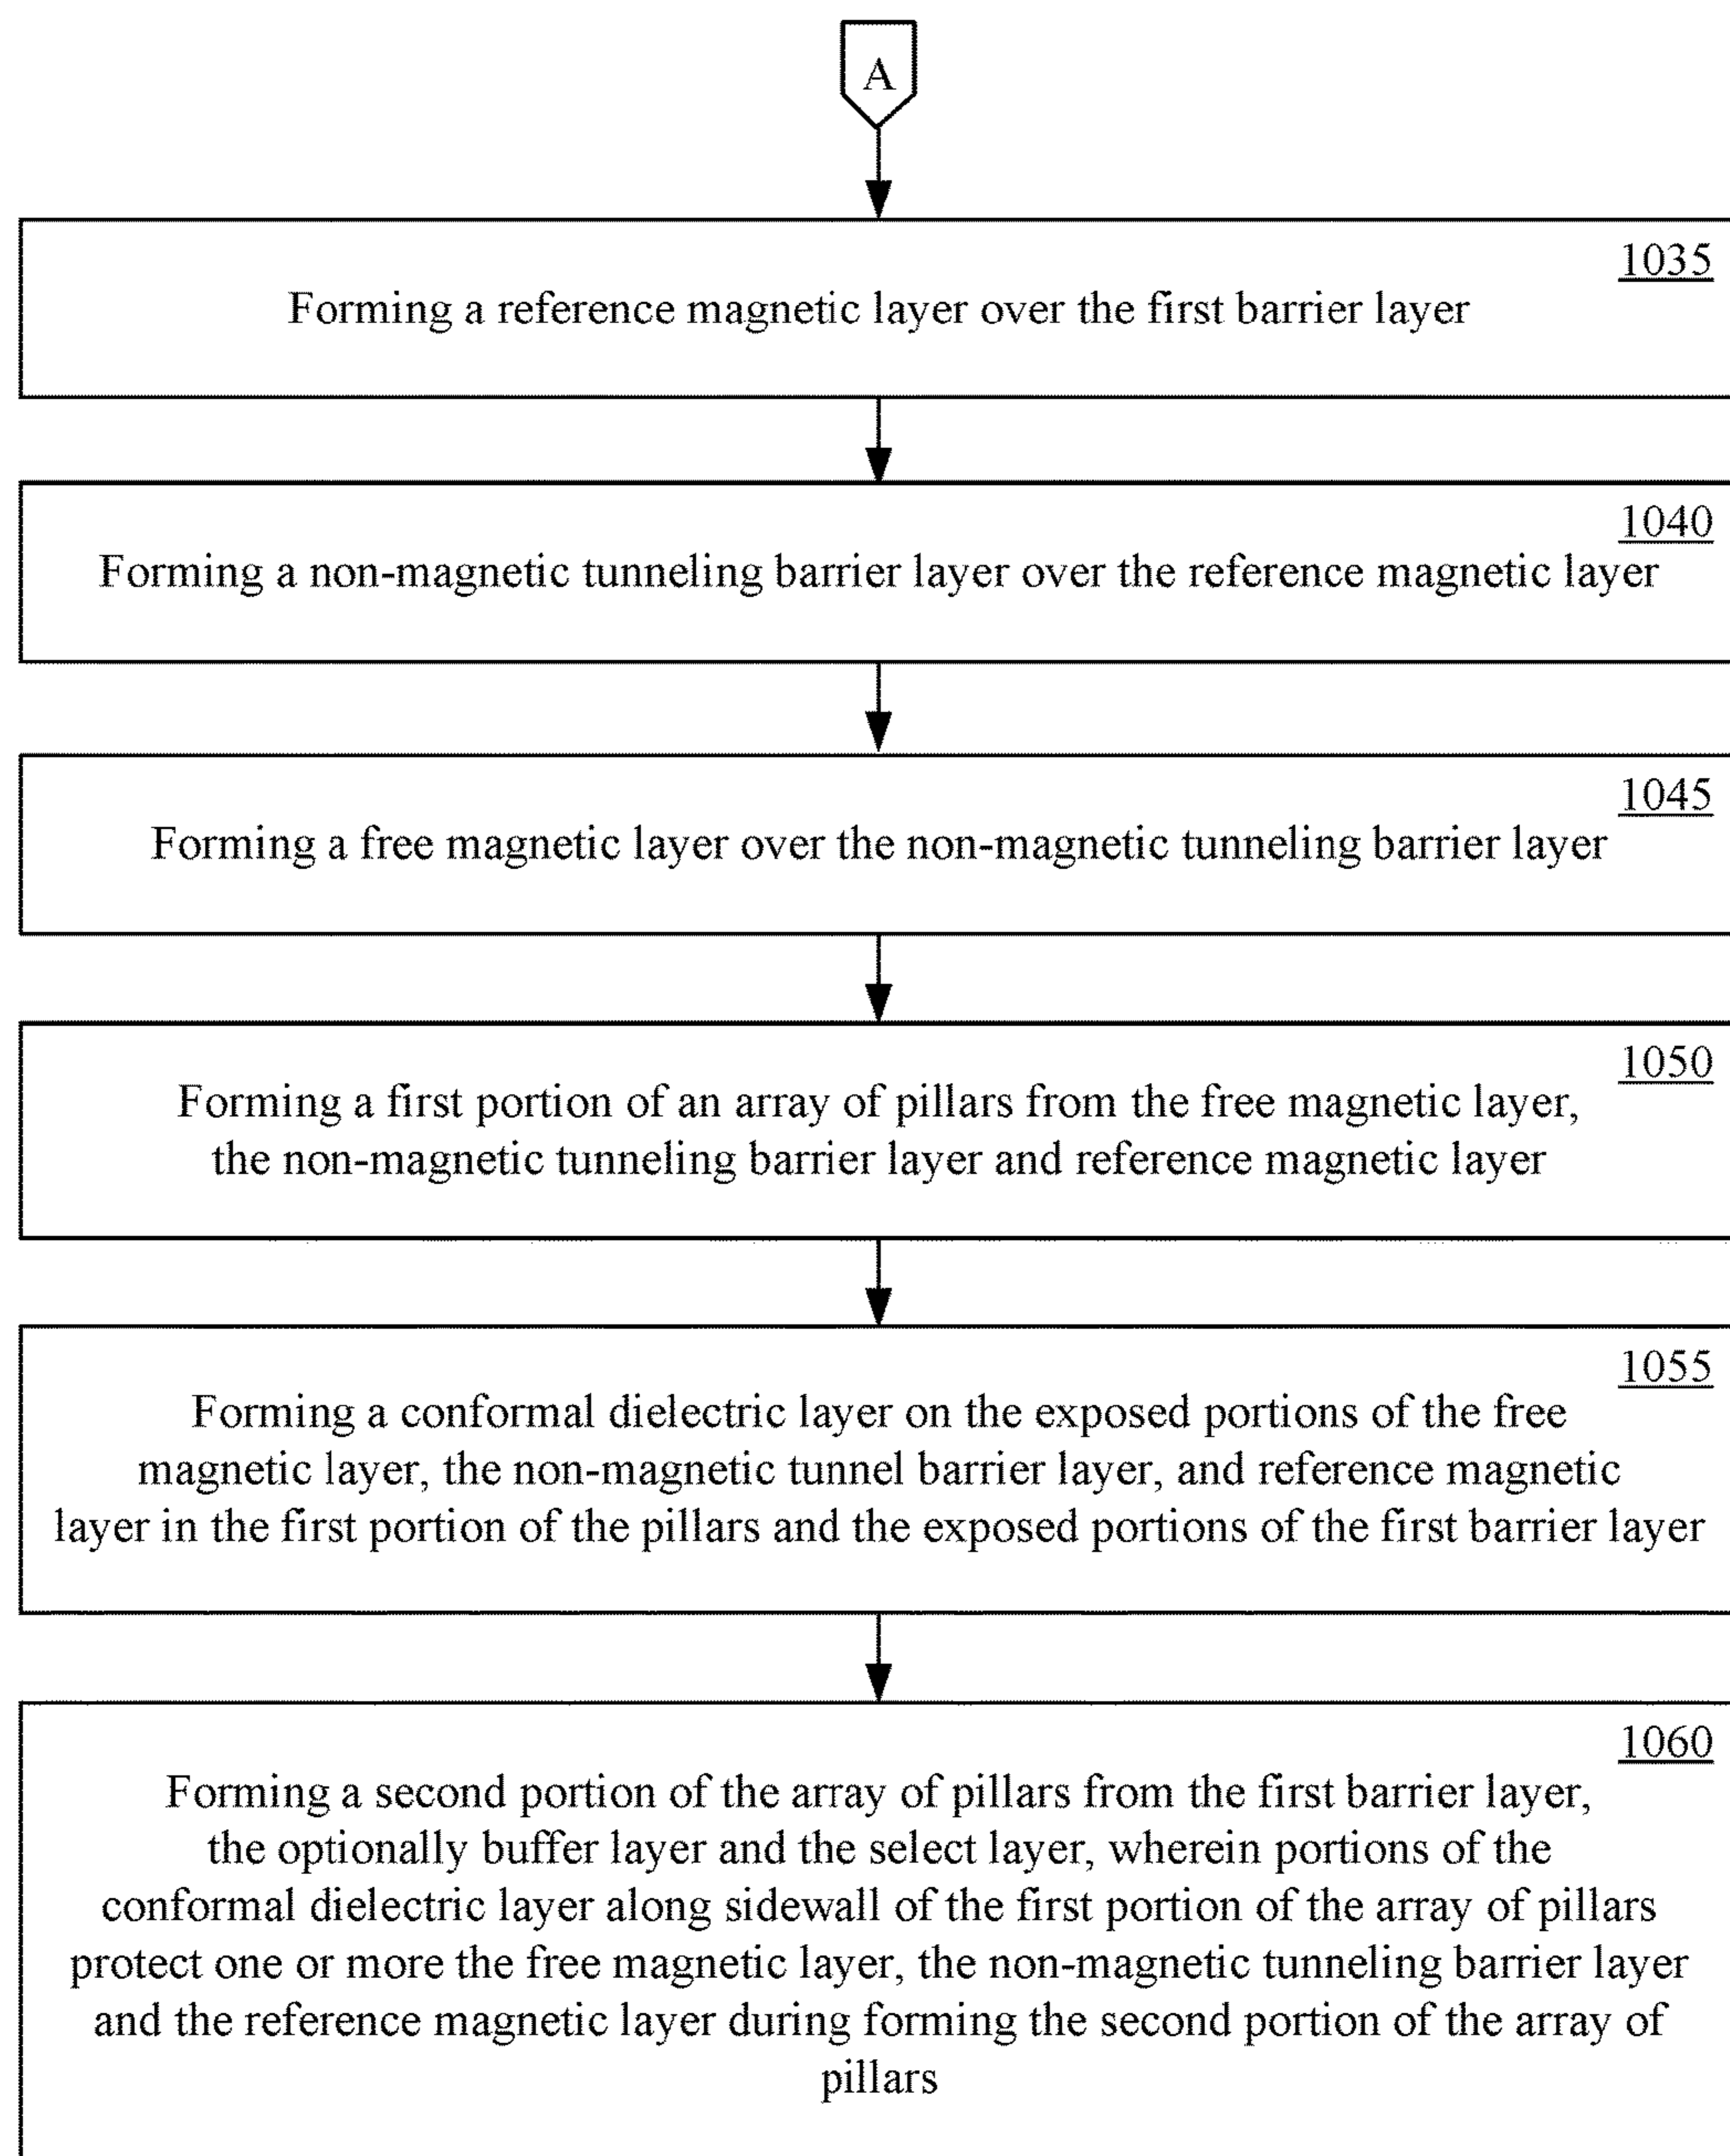 A
1035
Forming a reference magnetic layer over the first barrier layer
1040
Forming a non-magnetic tunneling barrier layer over the reference magnetic layer
1045
Forming a free magnetic layer over the non-magnetic tunneling barrier layer
1050
Forming a first portion of an array of pillars from the free magnetic layer,
the non-magnetic tunneling barrier layer and reference magnetic layer
1055
Forming a conformal dielectric layer on the exposed portions of the free
magnetic layer, the non-magnetic tunnel barrier layer, and reference magnetic
layer in the first portion of the pillars and the exposed portions of the first barrier layer
1060
Forming a second portion of the array of pillars from the first barrier layer,
the optionally buffer layer and the select layer, wherein portions of the
conformal dielectric layer along sidewall of the first portion of the array of pillars
protect one or more the free magnetic layer, the non-magnetic tunneling barrier layer
and the reference magnetic layer during forming the second portion of the array of
pillars